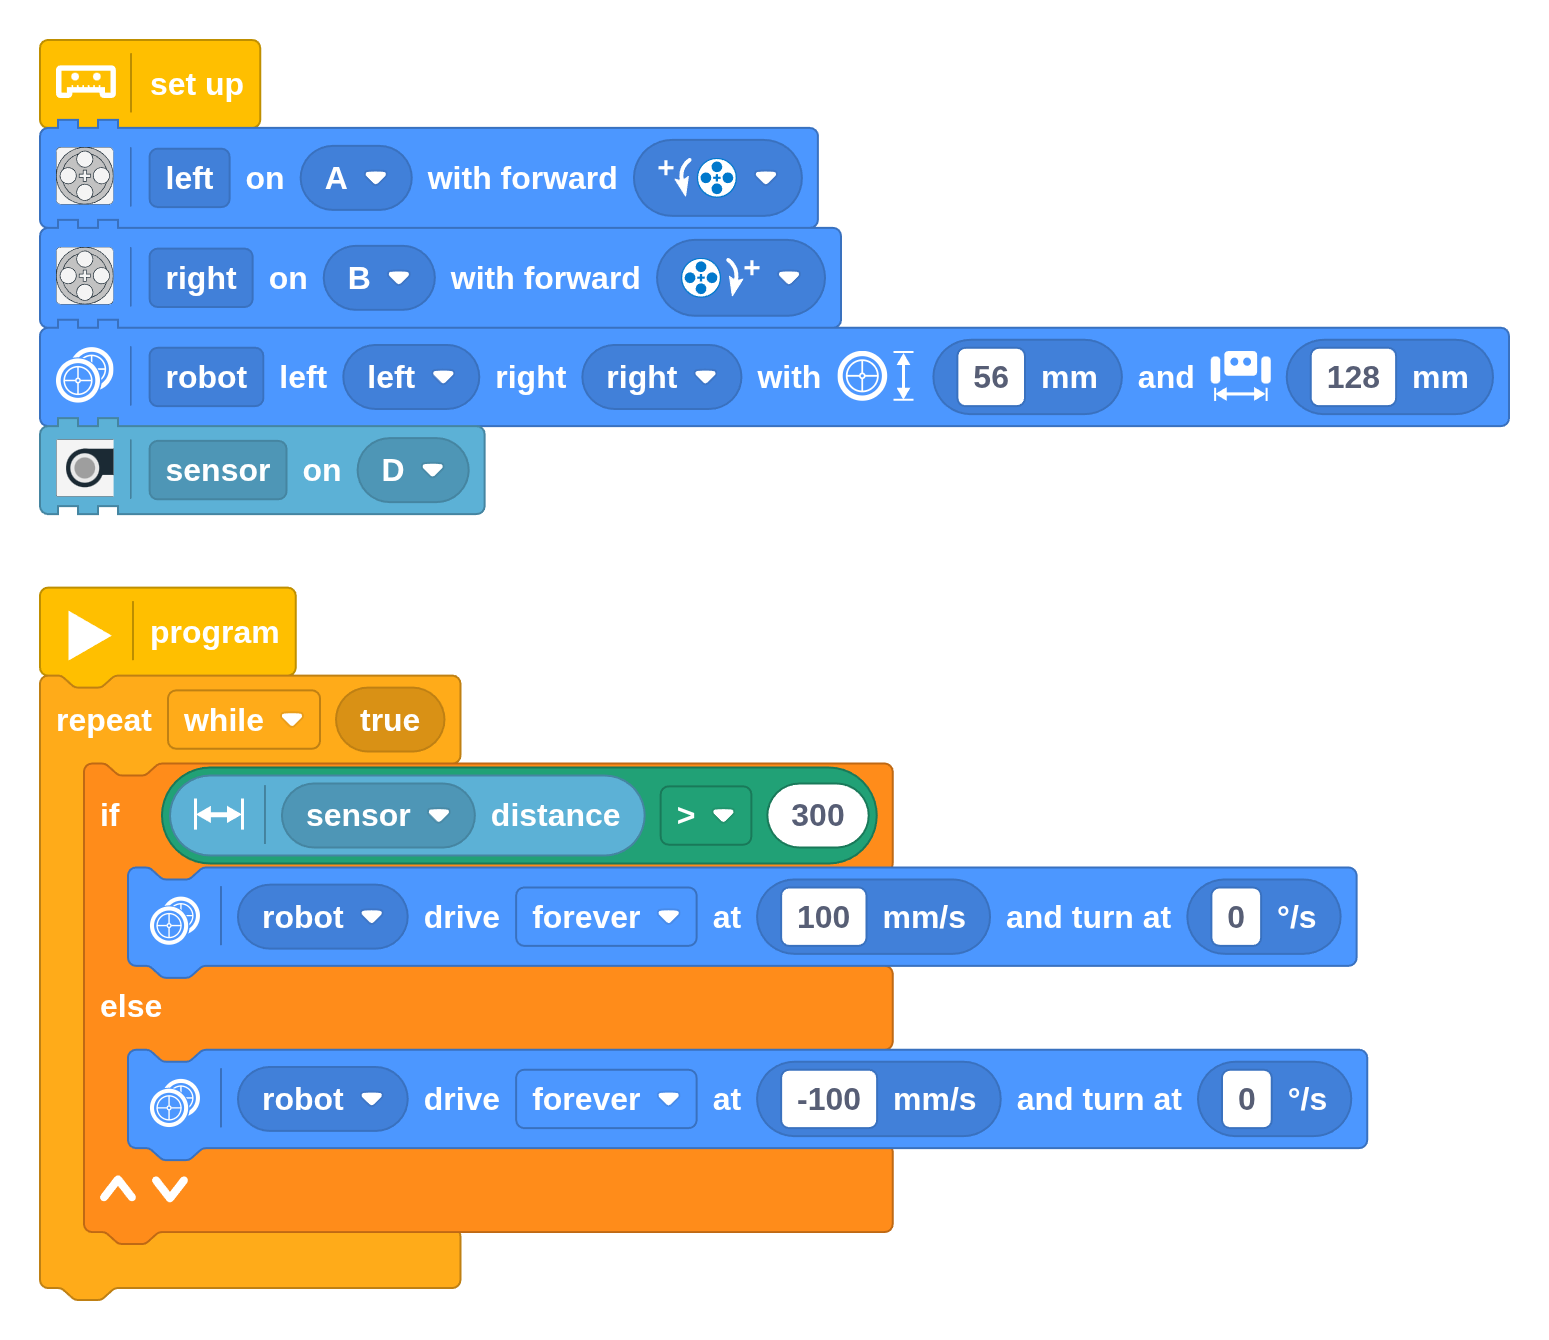 set up
left on A with forward +
right on B with forward +
robot left left right right with 56 mm and 128 mm
sensor on D
program
repeat while true
if sensor distance > 300
robot drive forever at 100 mm/s and turn at 0 °/s
else
robot drive forever at -100 mm/s and turn at 0 °/s